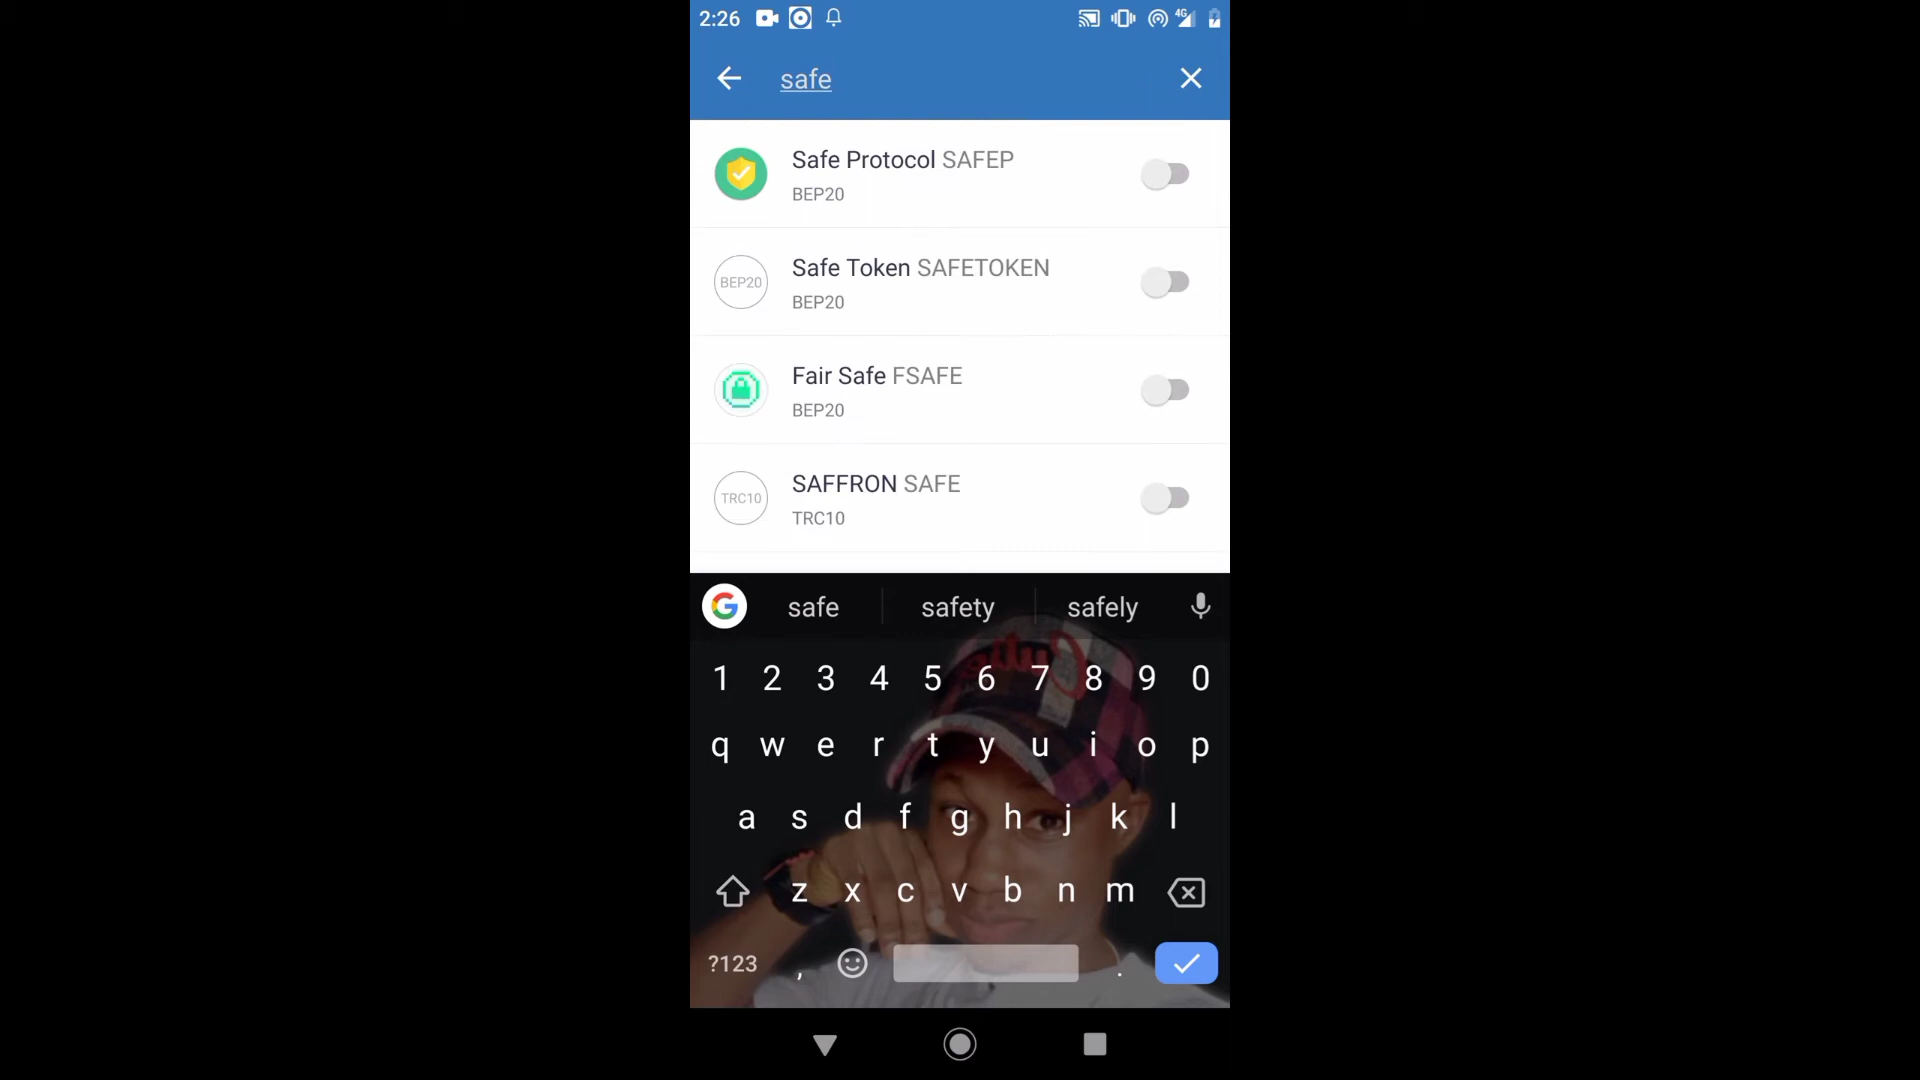 2:26 4G
safe
Safe Protocol SAFEP
BEP20
BEP20 Safe Token SAFETOKEN
BEP20
Fair Safe FSAFE
BEP20
TRC10 SAFFRON SAFE
TRC10
G safe safety safely
1 2 3 4 5 6 7 8 9 0
q w e r t y u i o p
a s d f g h j k l
z x c v b n m
?123 , .